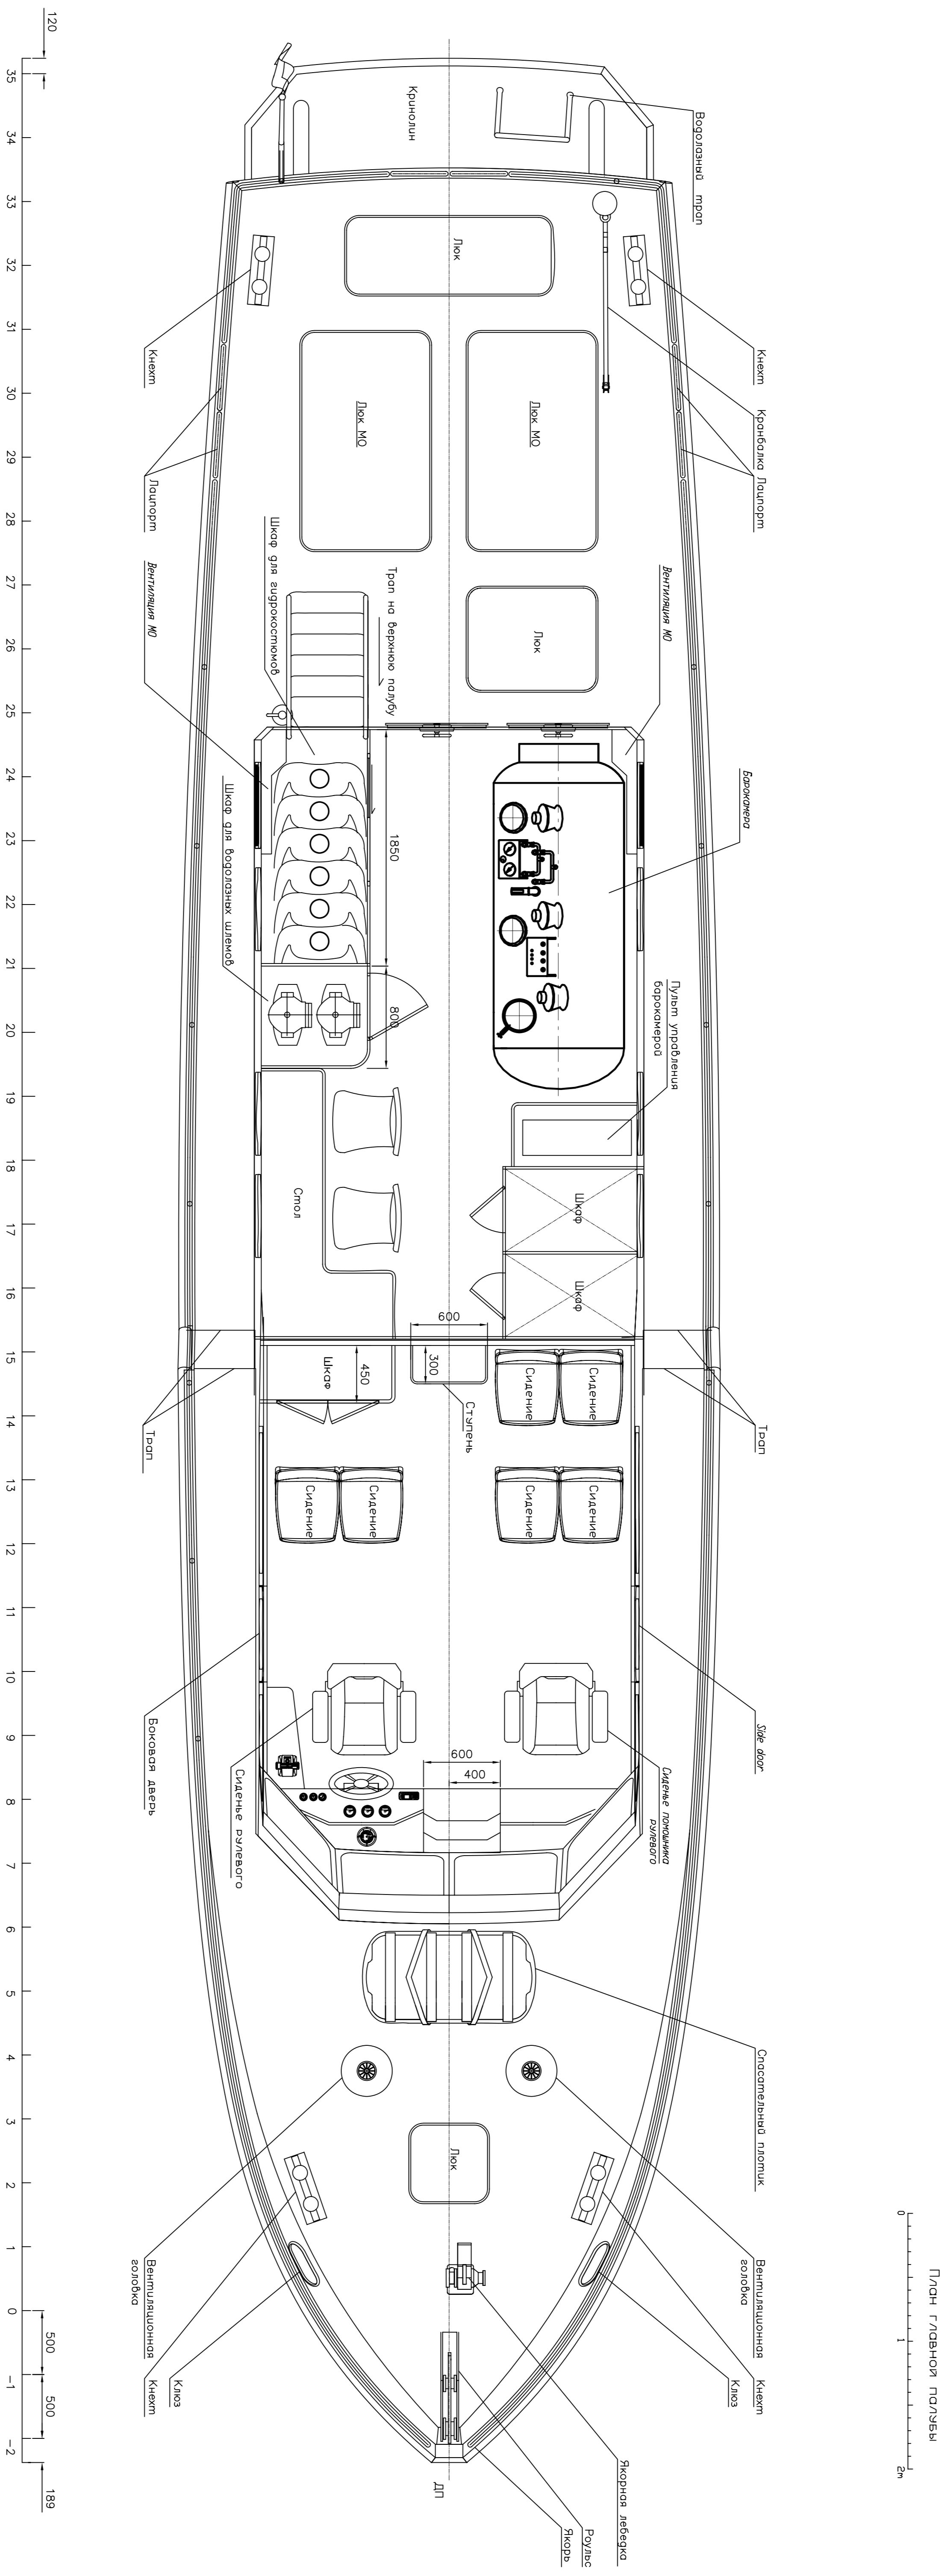 План главной палубы
0
1
2m
Водолазный трап
Кнехт
Кранбалка
Лацпорт
Вентиляция МО
Барокамера
Пульт управления
барокамерой
Трап
Side door
Сиденье помошника
рулевого
Спасательный плотик
Вентиляционная
головка
Кнехт
Клюз
Якорная лебедка
Роульс
Якорь
ДП
Кринолин
Люк
Люк МО
Люк МО
Люк
Трап на верхнюю палубу
Шкаф для гидрокостюмов
1850
800
Стол
Шкаф
Шкаф
600
300
450
Шкаф
Ступень
Сидение
Сидение
Сидение
Сидение
Сидение
Сидение
600
400
Люк
Кнехт
Лацпорт
Вентиляция МО
Шкаф для водолазных шлемов
Трап
Боковая дверь
Сиденье рулевого
Вентиляционная
головка
Кнехт
Клюз
120
500
500
189
35
34
33
32
31
30
29
28
27
26
25
24
23
22
21
20
19
18
17
16
15
14
13
12
11
10
9
8
7
6
5
4
3
2
1
0
-1
-2